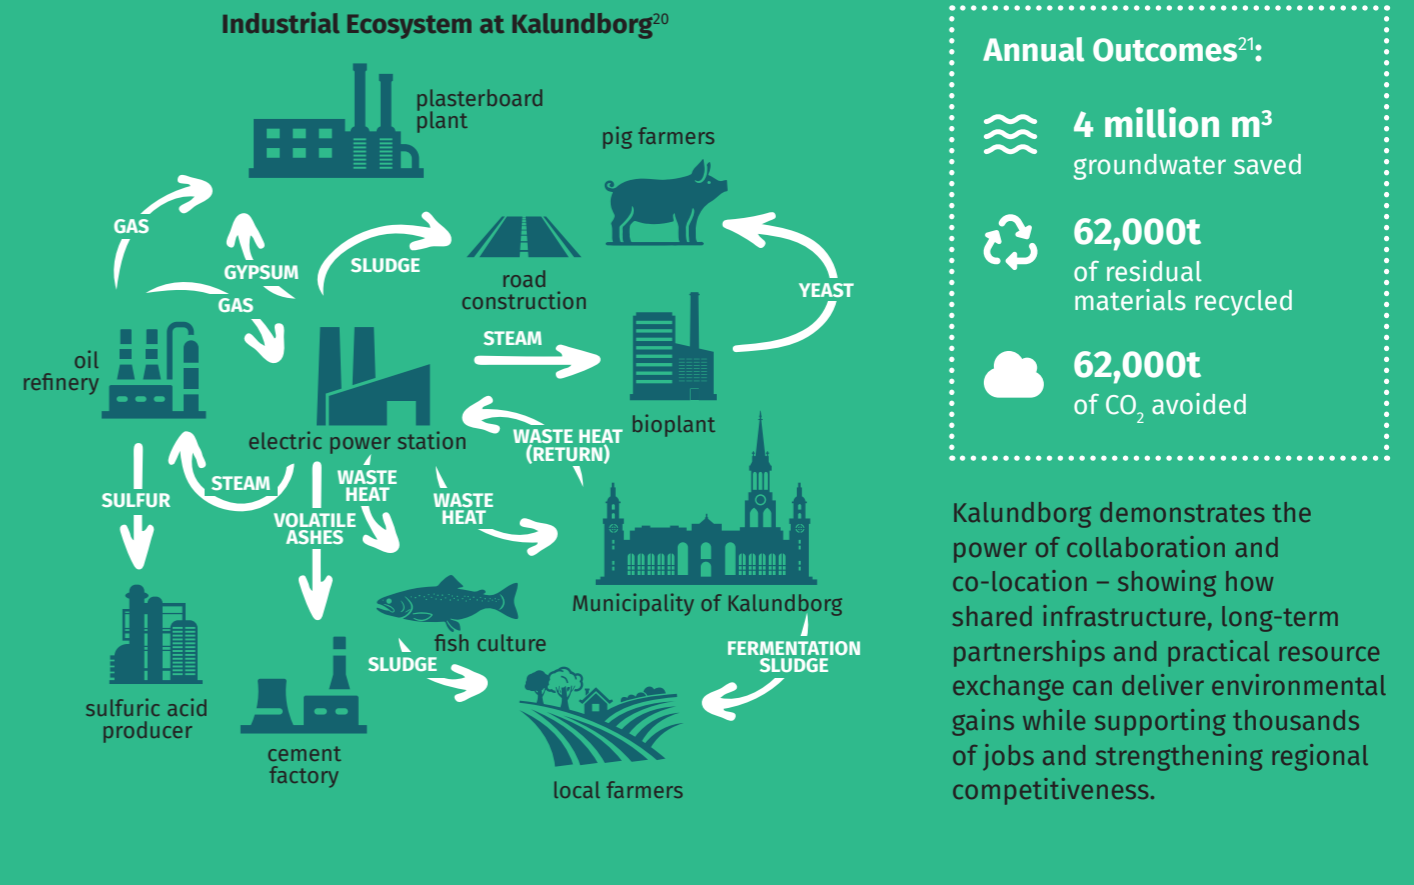 Industrial Ecosystem at Kalundborg²⁰
plasterboard
plant
pig farmers
GAS
GYPSUM
SLUDGE
GAS
road
construction
YEAST
STEAM
oil
refinery
bioplant
electric power station
WASTE HEAT
(RETURN)
SULFUR
STEAM
WASTE
HEAT
WASTE
HEAT
VOLATILE
ASHES
Municipality of Kalundborg
fish culture
SLUDGE
FERMENTATION
SLUDGE
sulfuric acid
producer
cement
factory
local farmers
Annual Outcomes²¹:
4 million m³
groundwater saved
62,000t
of residual
materials recycled
62,000t
of CO₂ avoided
Kalundborg demonstrates the
power of collaboration and
co-location – showing how
shared infrastructure, long-term
partnerships and practical resource
exchange can deliver environmental
gains while supporting thousands
of jobs and strengthening regional
competitiveness.